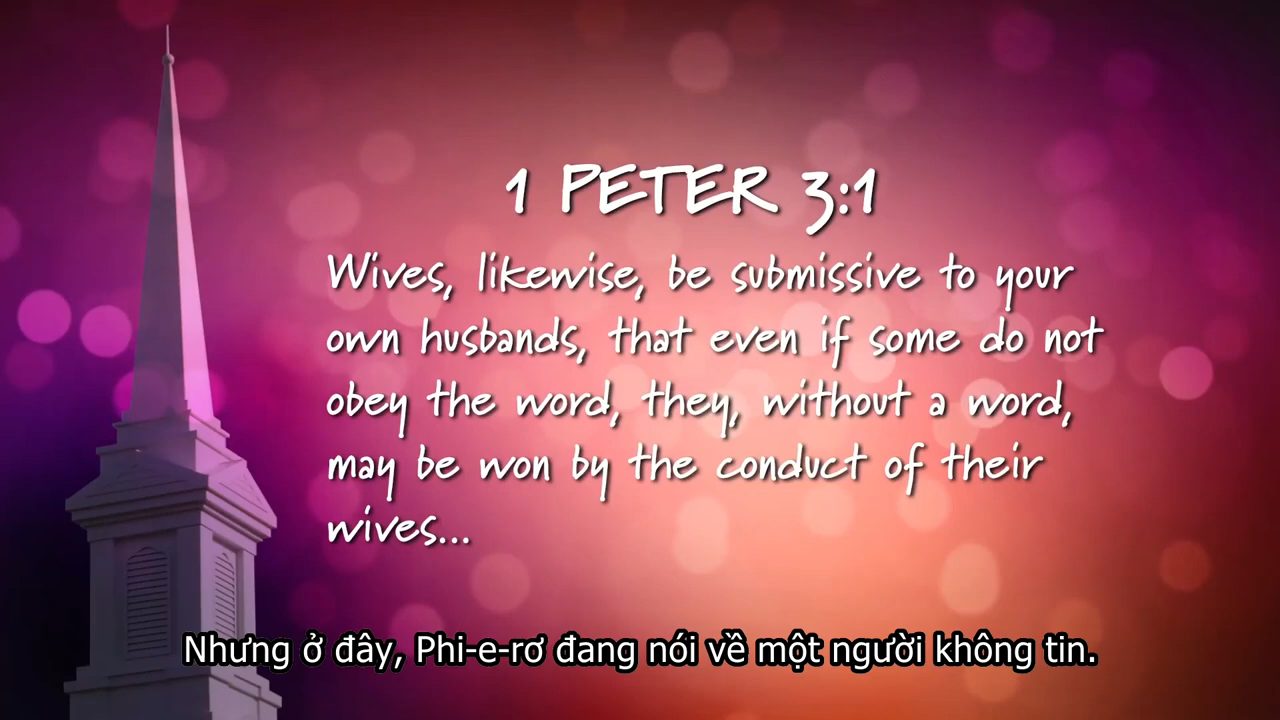 1 PETER 3:1
Wives, likewise, be submissive to your
own husbands, that even if some do not
obey the word, they, without a word,
may be won by the conduct of their
wives...
Nhưng ở đây, Phi-e-rơ đang nói về một người không tin.